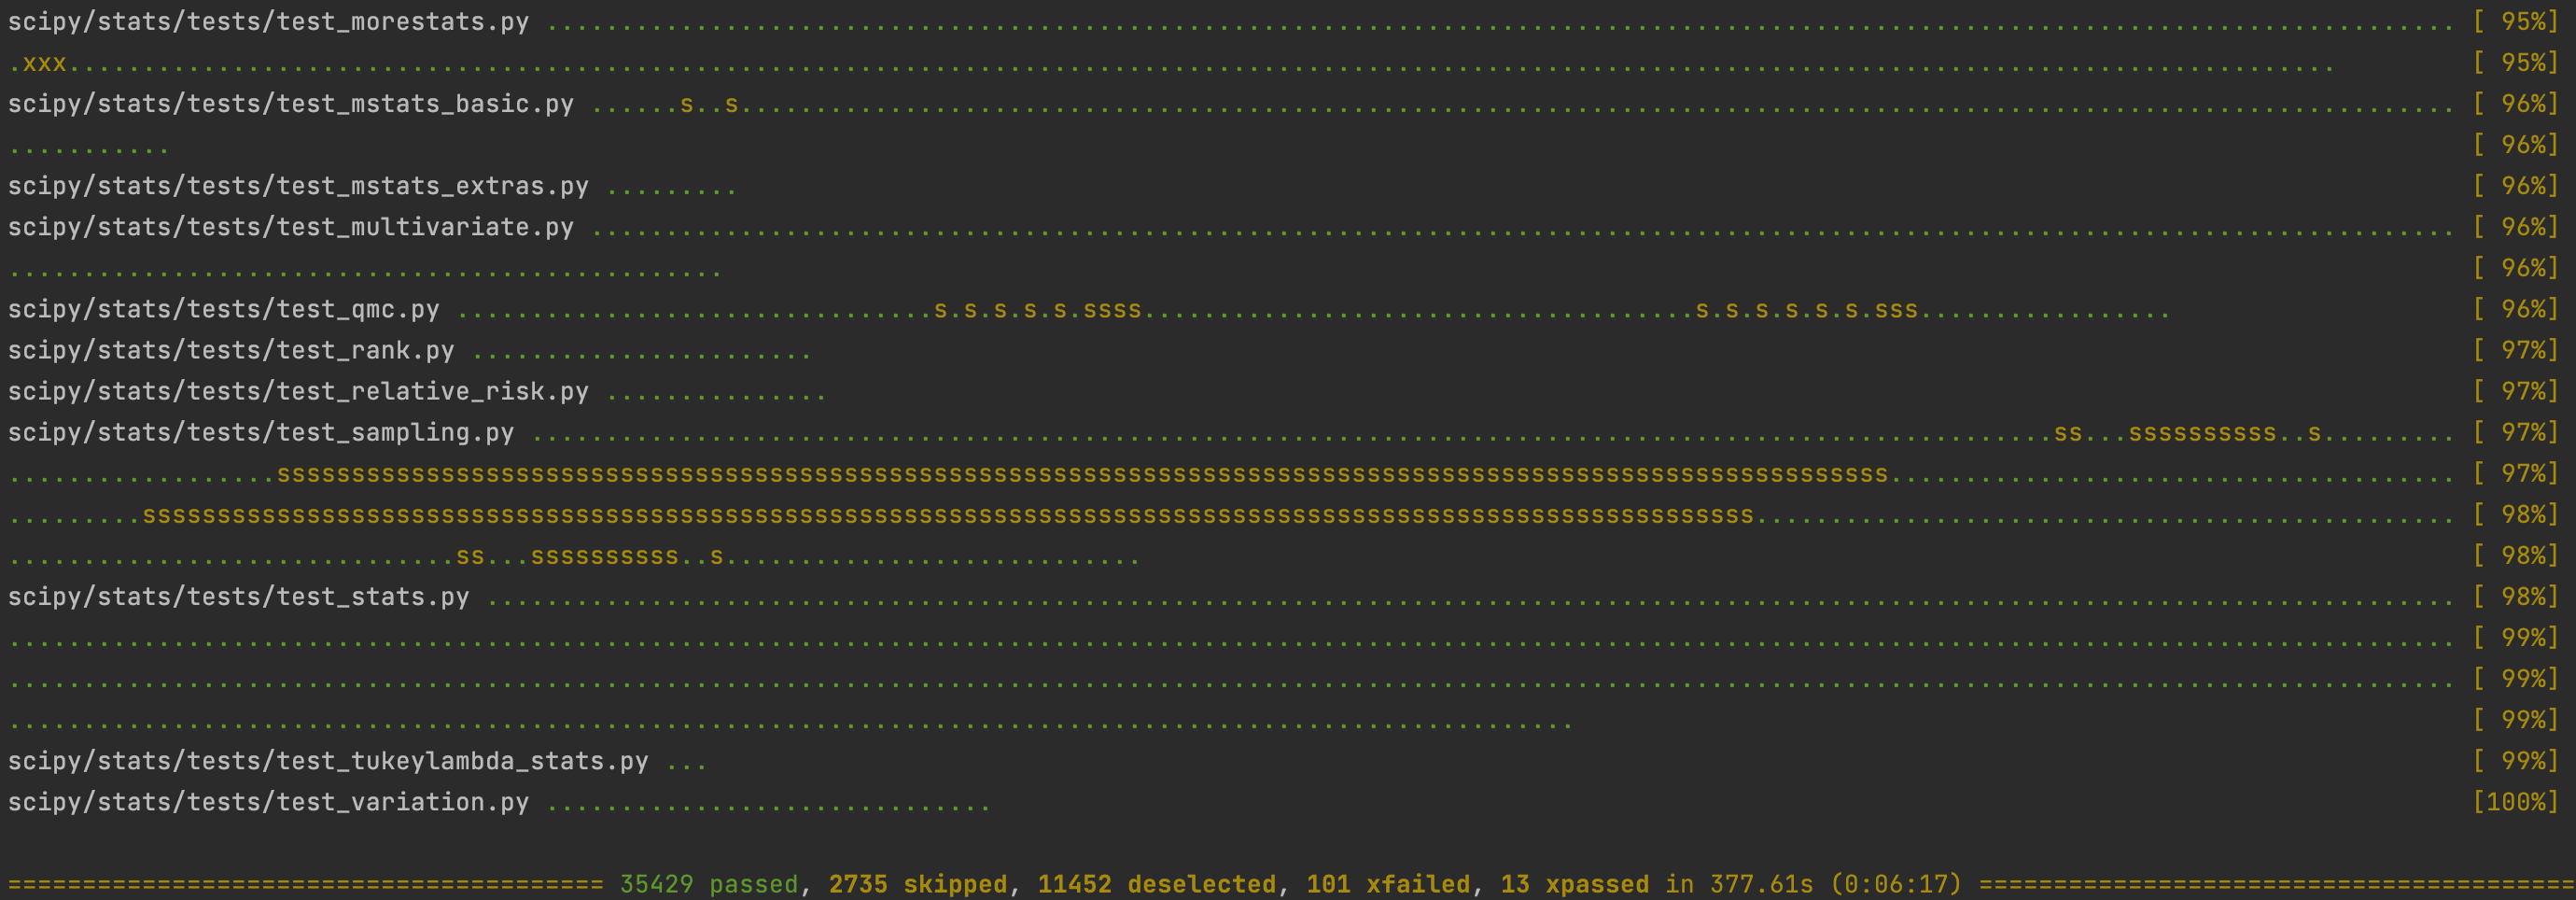 scipy/stats/tests/test_morestats.py ................................................................................................................................ [ 95%]
.xxx........................................................................................................................................................ [ 95%]
scipy/stats/tests/test_mstats_basic.py ......s..s................................................................................................................... [ 96%]
........... [ 96%]
scipy/stats/tests/test_mstats_extras.py ......... [ 96%]
scipy/stats/tests/test_multivariate.py ............................................................................................................................. [ 96%]
................................................ [ 96%]
scipy/stats/tests/test_qmc.py ................................s.s.s.s.s.ssss.....................................s.s.s.s.s.s.sss................. [ 96%]
scipy/stats/tests/test_rank.py ....................... [ 97%]
scipy/stats/tests/test_relative_risk.py ............... [ 97%]
scipy/stats/tests/test_sampling.py ......................................................................................................ss...ssssssssss..s......... [ 97%]
..................ssssssssssssssssssssssssssssssssssssssssssssssssssssssssssssssssssssssssssssssssssssssssssssssssssssssssssss...................................... [ 97%]
.........ssssssssssssssssssssssssssssssssssssssssssssssssssssssssssssssssssssssssssssssssssssssssssssssssssssssssssss............................................... [ 98%]
..............................ss...ssssssssss..s............................ [ 98%]
scipy/stats/tests/test_stats.py .................................................................................................................................... [ 98%]
.................................................................................................................................................................... [ 99%]
.................................................................................................................................................................... [ 99%]
......................................................................................................... [ 99%]
scipy/stats/tests/test_tukeylambda_stats.py ... [ 99%]
scipy/stats/tests/test_variation.py .............................. [100%]
======================================== 35429 passed, 2735 skipped, 11452 deselected, 101 xfailed, 13 xpassed in 377.61s (0:06:17) ========================================